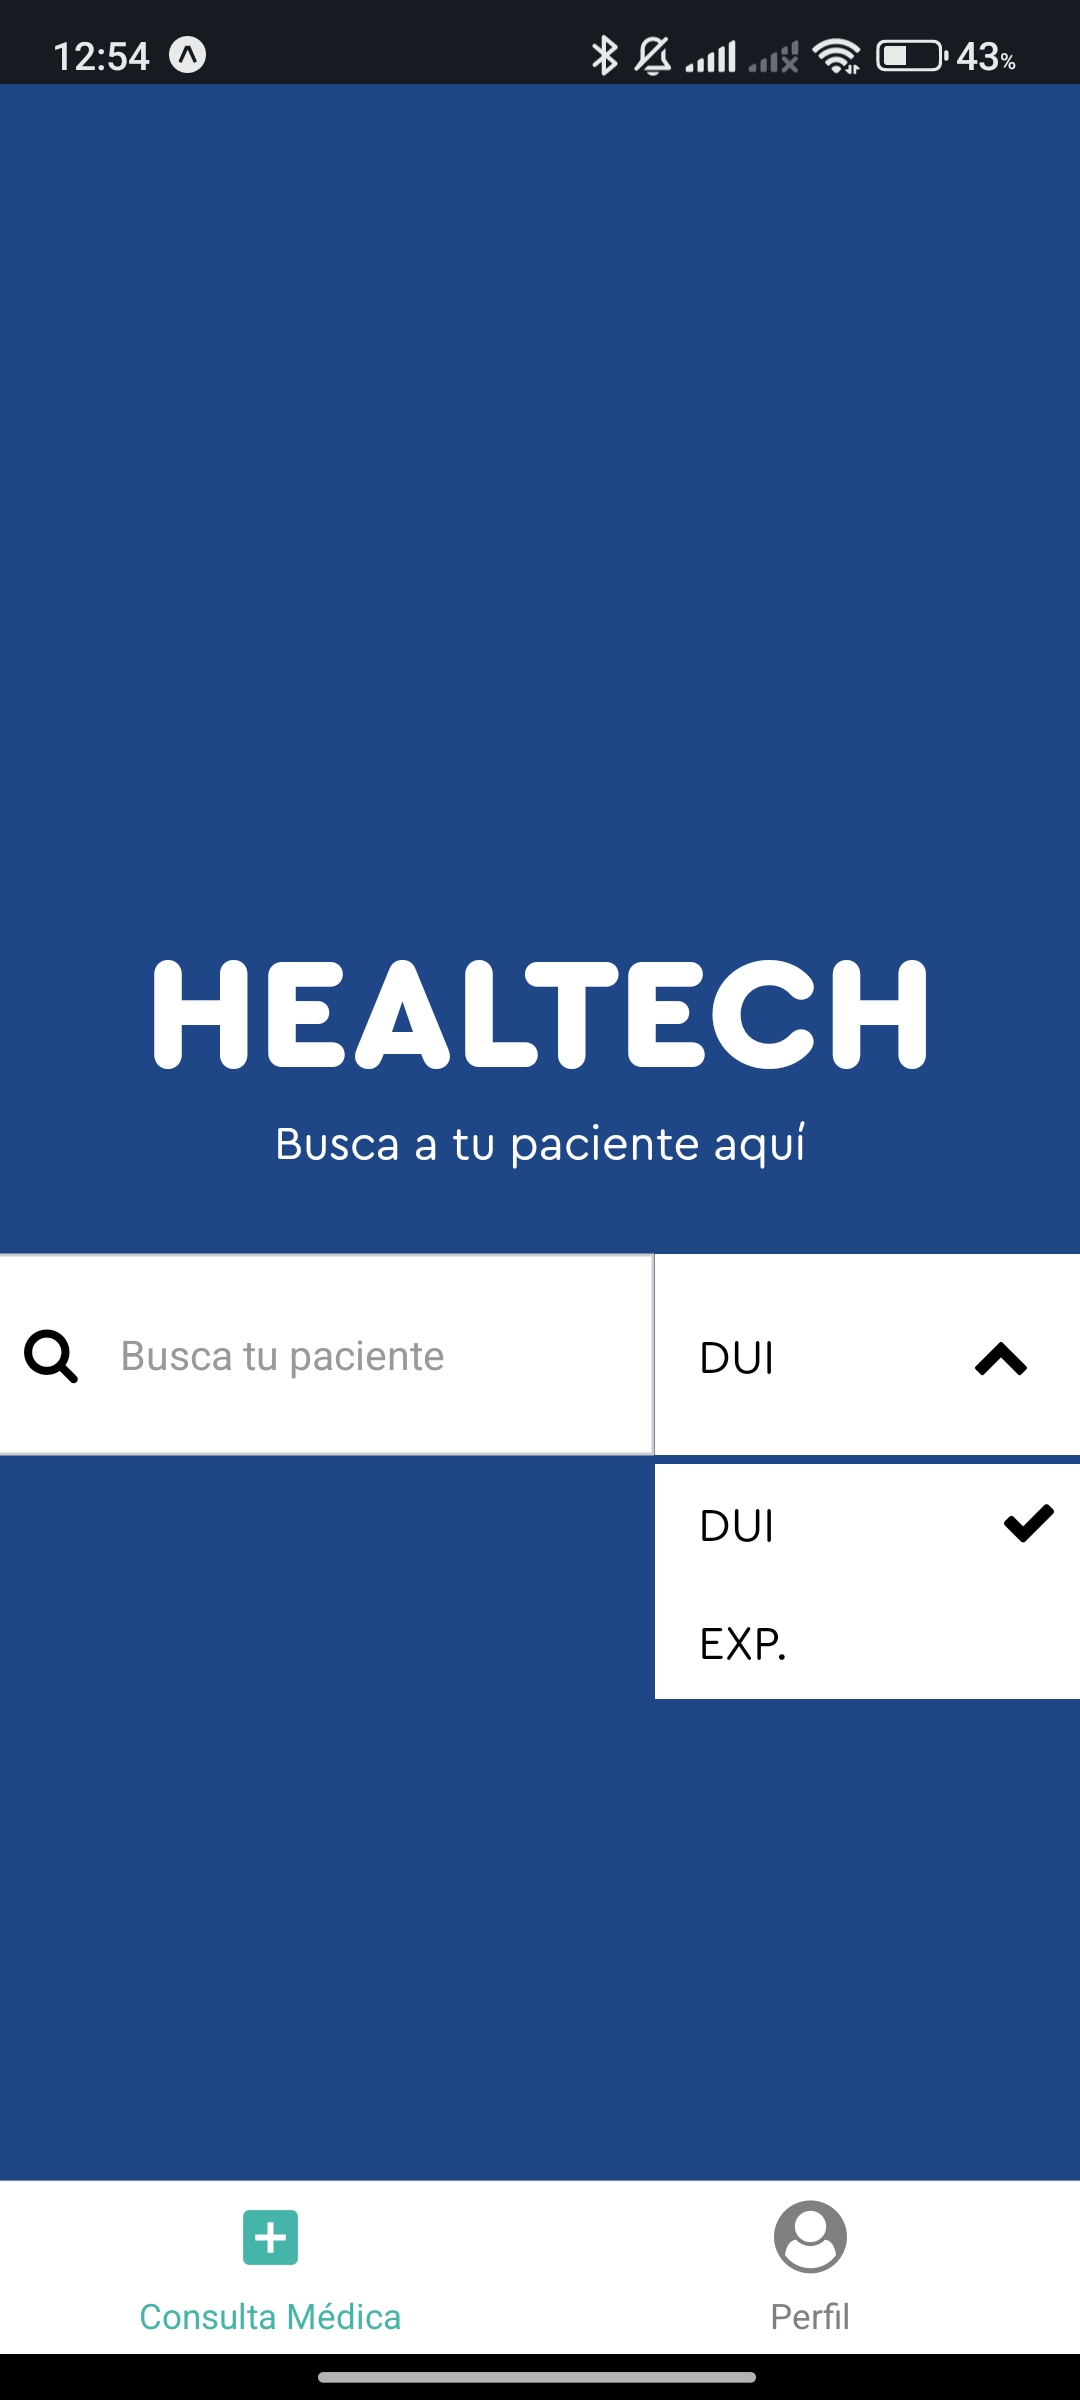 12:54
43%
HEALTECH
Busca a tu paciente aquí
Busca tu paciente
DUI
DUI
EXP.
Consulta Médica
Perfil